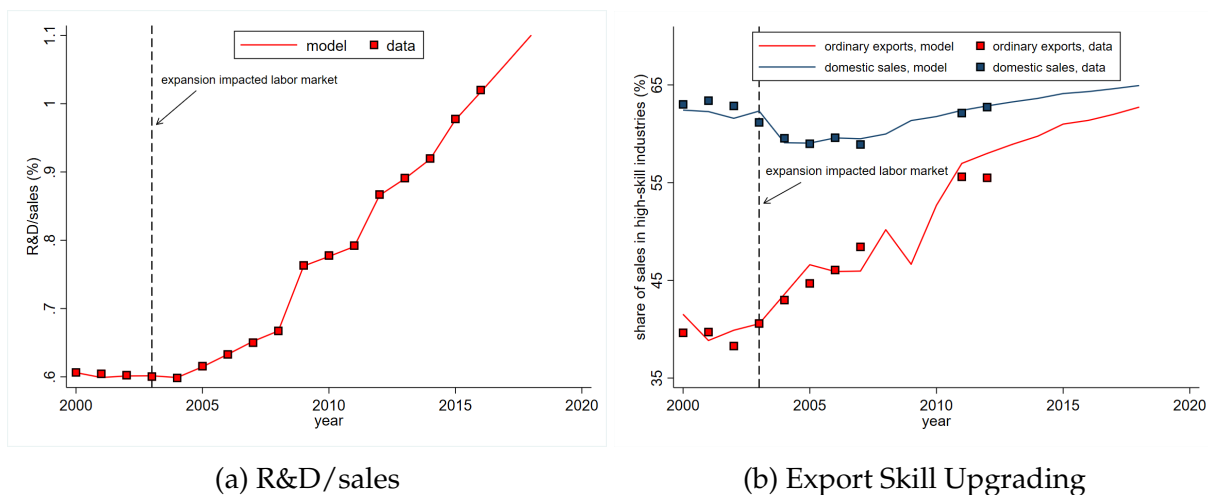 model
data
expansion impacted labor market
R&D/sales (%)
1.1
1
.9
.8
.7
.6
2000
2005
2010
2015
2020
year
(a) R&D/sales
ordinary exports, model
ordinary exports, data
domestic sales, model
domestic sales, data
expansion impacted labor market
share of sales in high-skill industries (%)
65
55
45
35
2000
2005
2010
2015
2020
year
(b) Export Skill Upgrading